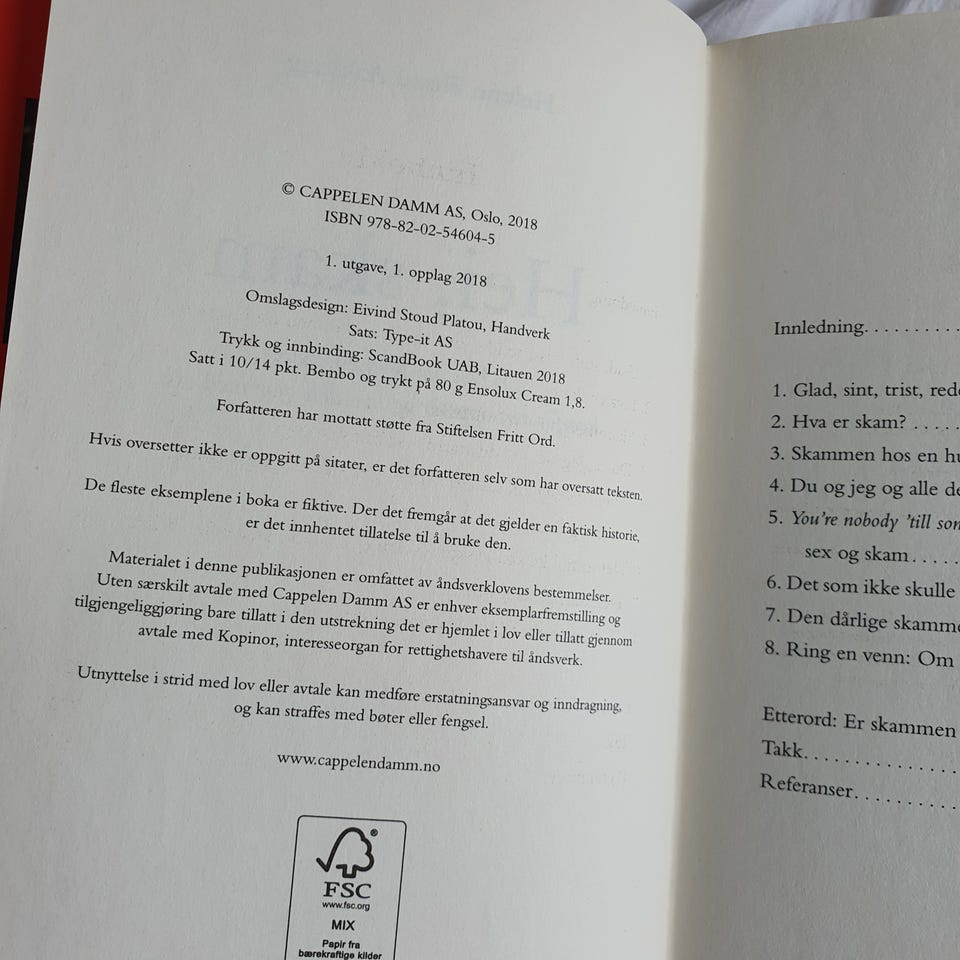 © CAPPELEN DAMM AS, Oslo, 2018
ISBN 978-82-02-54604-5
1. utgave, 1. opplag 2018
Omslagsdesign: Eivind Stoud Platou, Handverk
Sats: Type-it AS
Trykk og innbinding: ScandBook UAB, Litauen 2018
Satt i 10/14 pkt. Bembo og trykt på 80 g Ensolux Cream 1,8.
Forfatteren har mottatt støtte fra Stiftelsen Fritt Ord.
Hvis oversetter ikke er oppgitt på sitater, er det forfatteren selv som har oversatt teksten.
De fleste eksemplene i boka er fiktive. Der det fremgår at det gjelder en faktisk historie,
er det innhentet tillatelse til å bruke den.
Materialet i denne publikasjonen er omfattet av åndsverklovens bestemmelser.
Uten særskilt avtale med Cappelen Damm AS er enhver eksemplarfremstilling og
tilgjengeliggjøring bare tillatt i den utstrekning det er hjemlet i lov eller tillatt gjennom
avtale med Kopinor, interesseorgan for rettighetshavere til åndsverk.
Utnyttelse i strid med lov eller avtale kan medføre erstatningsansvar og inndragning,
og kan straffes med bøter eller fengsel.
www.cappelendamm.no
®
FSC
www.fsc.org
MIX
Papir fra
bærekraftige kilder
Innledning. . . . . . . . .
1. Glad, sint, trist, red
2. Hva er skam? . . . .
3. Skammen hos en hu
4. Du og jeg og alle de
5. You're nobody 'till
sex og skam . . . .
6. Det som ikke skulle
7. Den dårlige skamme
8. Ring en venn: Om
Etterord: Er skammen
Takk. . . . . . . . . . . . .
Referanser. . . . . . . . .